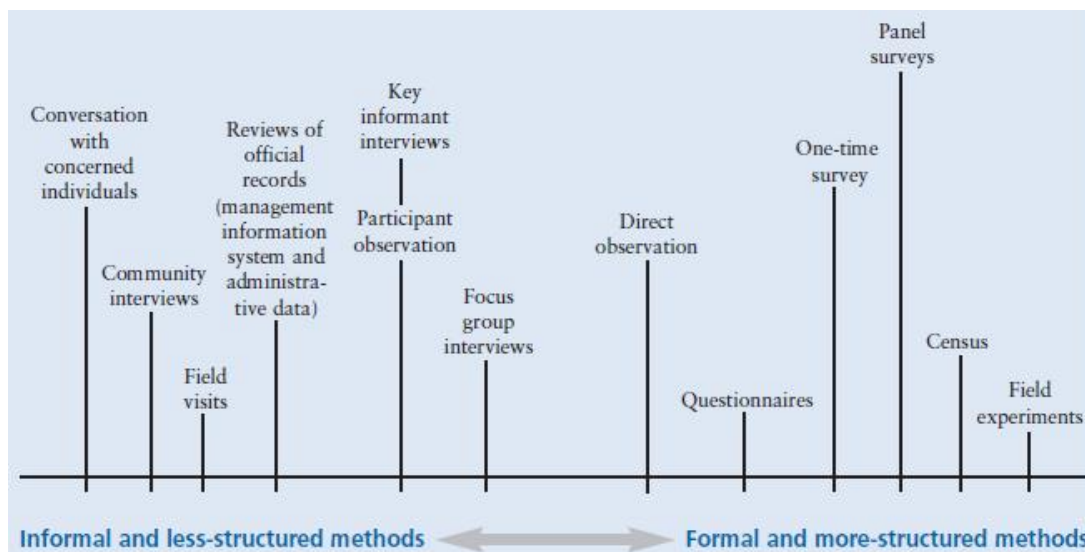 Conversation
with
concerned
individuals
Community
interviews
Field
visits
Reviews of
official
records
(management
information
system and
administra-
tive data)
Key
informant
interviews
Participant
observation
Focus
group
interviews
Direct
observation
Questionnaires
One-time
survey
Panel
surveys
Census
Field
experiments
Informal and less-structured methods
Formal and more-structured methods